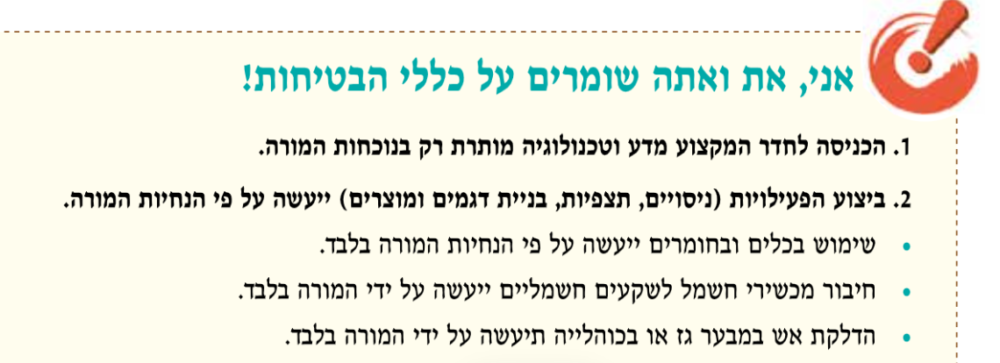 אני, את ואתה שומרים על כללי הבטיחות!
1. הכניסה לחדר המקצוע מדע וטכנולוגיה מותרת רק בנוכחות המורה.
2. ביצוע הפעילויות (ניסויים, תצפיות, בניית דגמים ומוצרים) ייעשה על פי הנחיות המורה.
• שימוש בכלים ובחומרים ייעשה על פי הנחיות המורה בלבד.
• חיבור מכשירי חשמל לשקעים חשמליים ייעשה על ידי המורה בלבד.
• הדלקת אש במבער גז או בכוהלייה תיעשה על ידי המורה בלבד.